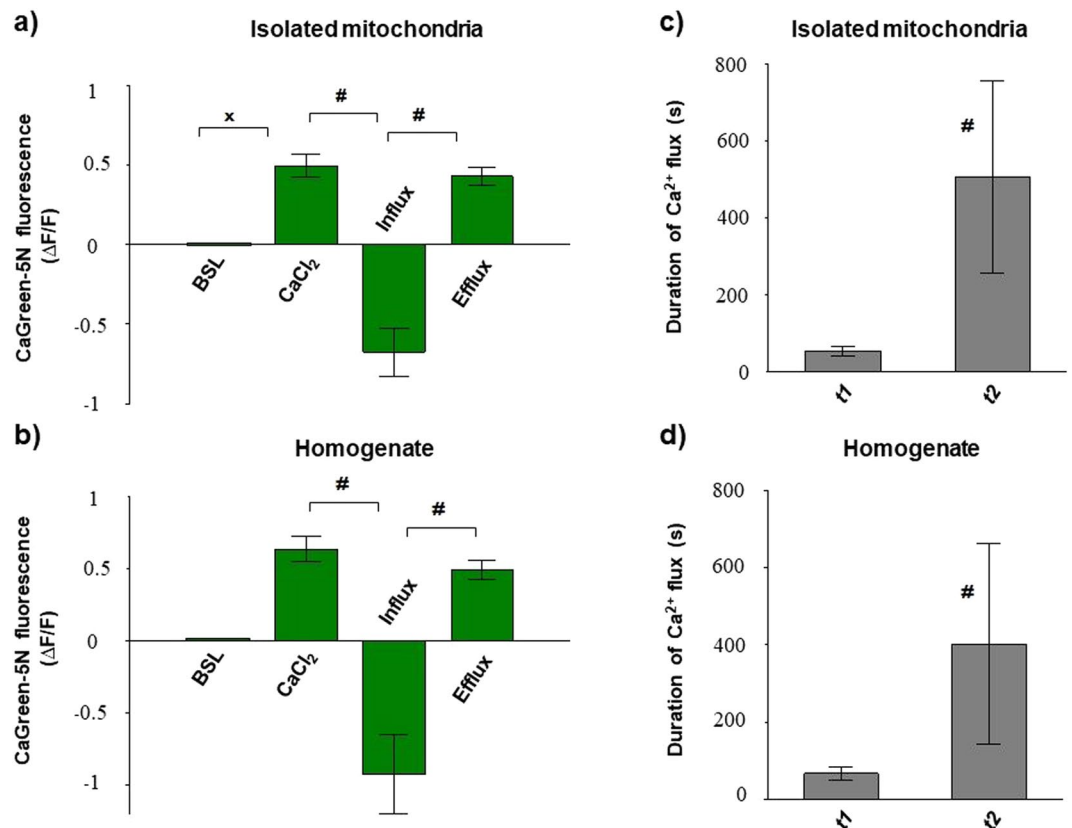 a)
Isolated mitochondria
CaGreen-5N fluorescence
(ΔF/F)
1
0.5
0
-0.5
-1
x
#
#
BSL
CaCl₂
Influx
Efflux
c)
Isolated mitochondria
Duration of Ca²⁺ flux (s)
800
600
400
200
0
#
t1
t2
b)
Homogenate
CaGreen-5N fluorescence
(ΔF/F)
1
0.5
0
-0.5
-1
#
#
BSL
CaCl₂
Influx
Efflux
d)
Homogenate
Duration of Ca²⁺ flux (s)
800
600
400
200
0
#
t1
t2